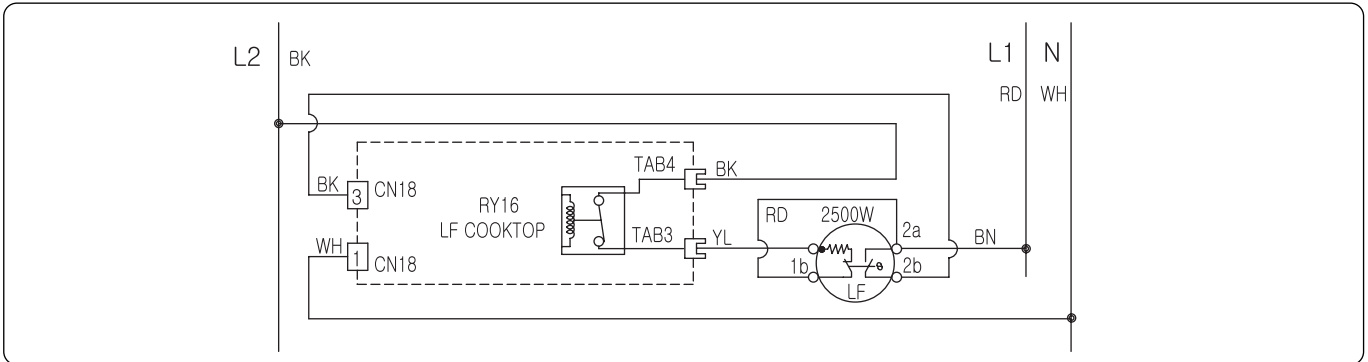 L2 BK
L1 N
RD WH
TAB4 BK
BK 3 CN18
RY16
LF COOKTOP
TAB3 YL
RD 2500W
2a BN
WH 1 CN18
1b 2b
LF
θ